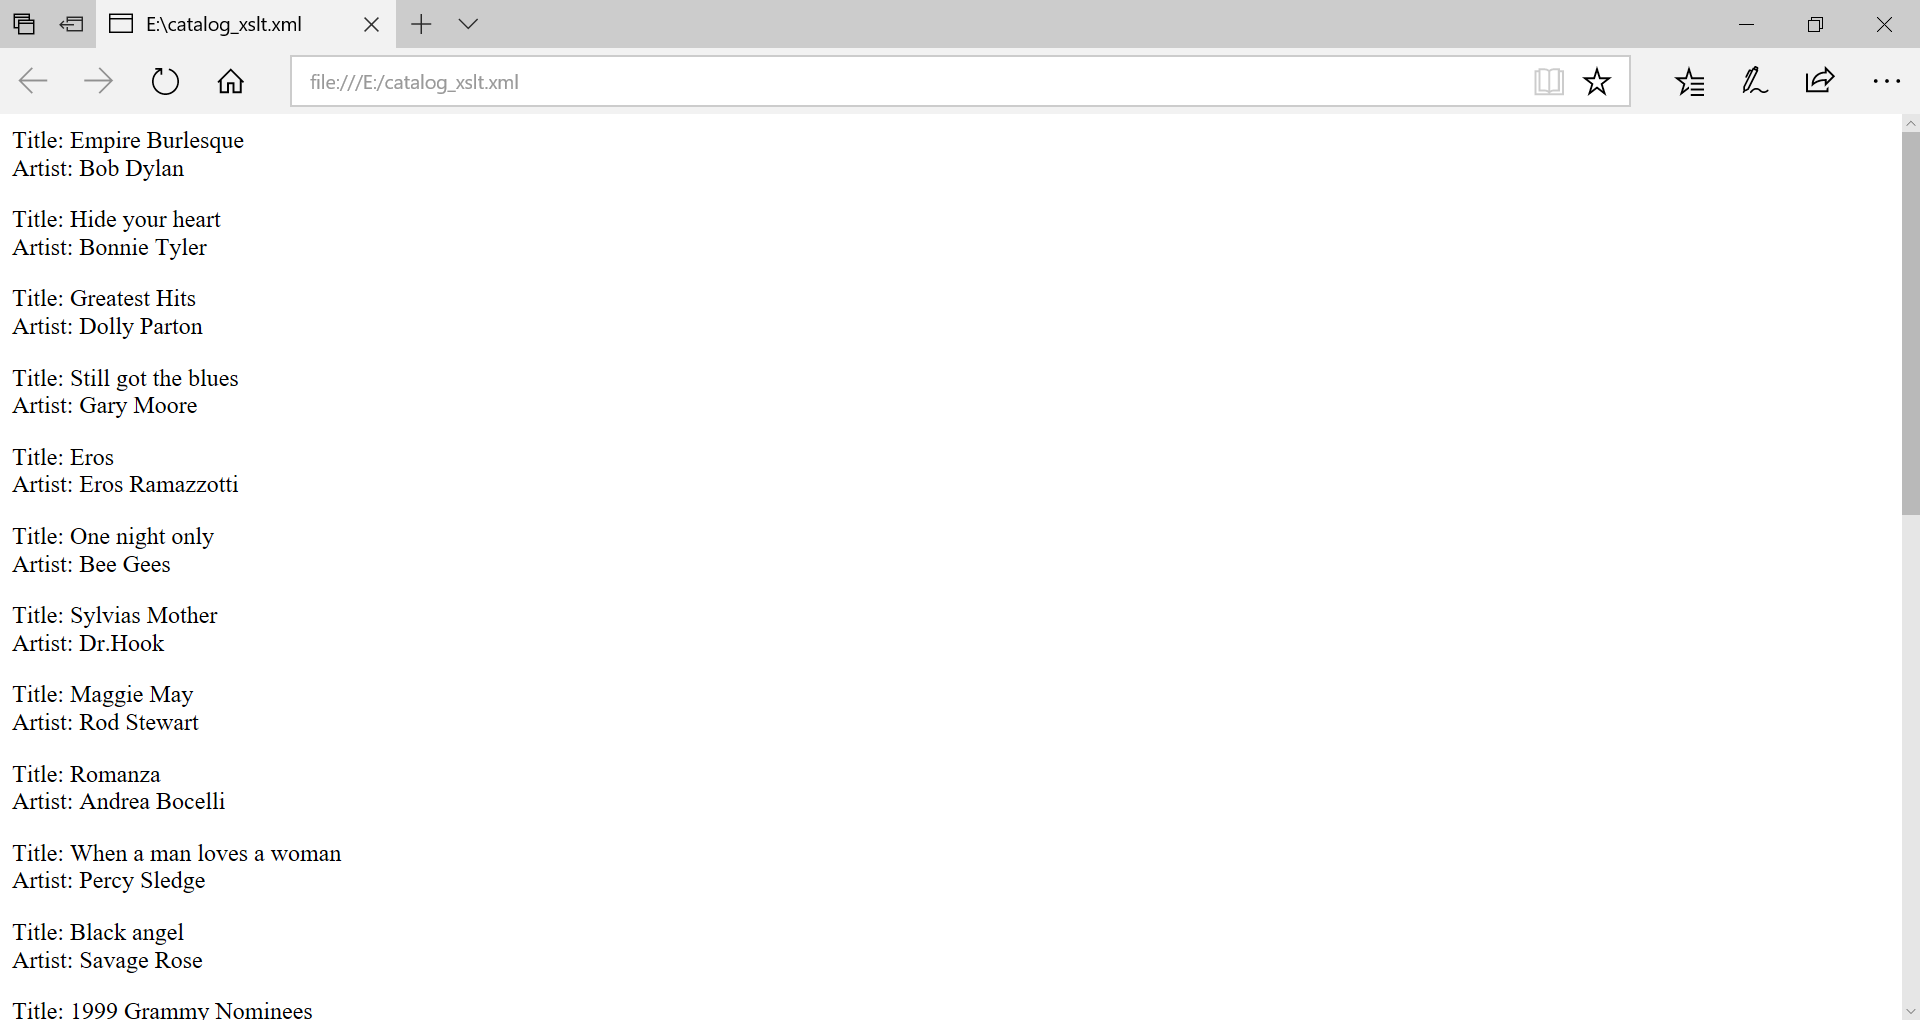 E:\catalog_xslt.xml
file:///E:/catalog_xslt.xml
Title: Empire Burlesque
Artist: Bob Dylan
Title: Hide your heart
Artist: Bonnie Tyler
Title: Greatest Hits
Artist: Dolly Parton
Title: Still got the blues
Artist: Gary Moore
Title: Eros
Artist: Eros Ramazzotti
Title: One night only
Artist: Bee Gees
Title: Sylvias Mother
Artist: Dr.Hook
Title: Maggie May
Artist: Rod Stewart
Title: Romanza
Artist: Andrea Bocelli
Title: When a man loves a woman
Artist: Percy Sledge
Title: Black angel
Artist: Savage Rose
Title: 1999 Grammy Nominees